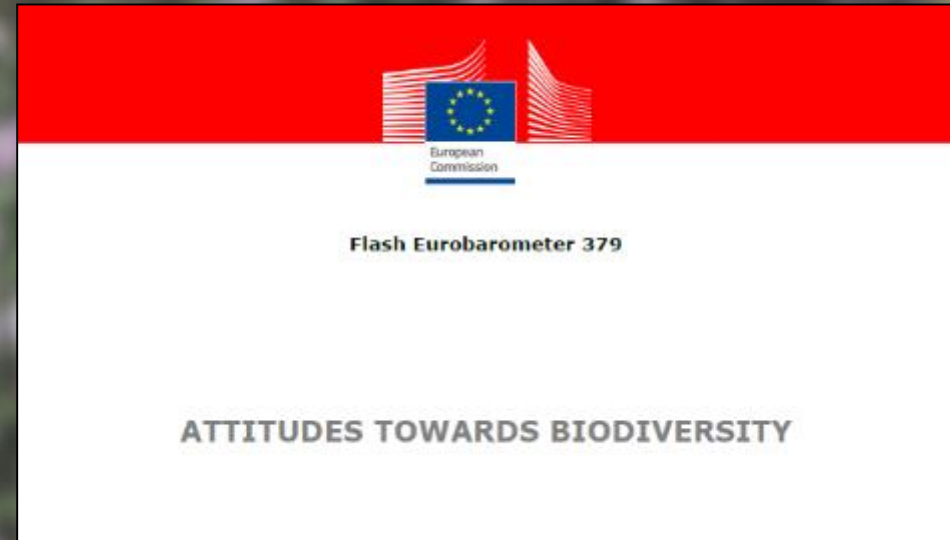 European
Commission
Flash Eurobarometer 379
ATTITUDES TOWARDS BIODIVERSITY